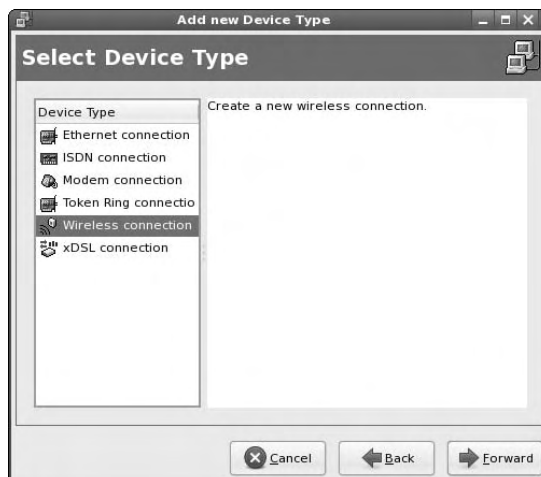 Add new Device Type
Select Device Type
Device Type
Ethernet connection
ISDN connection
Modem connection
Token Ring connectio
Wireless connection
xDSL connection
Create a new wireless connection.
Cancel
Back
Forward